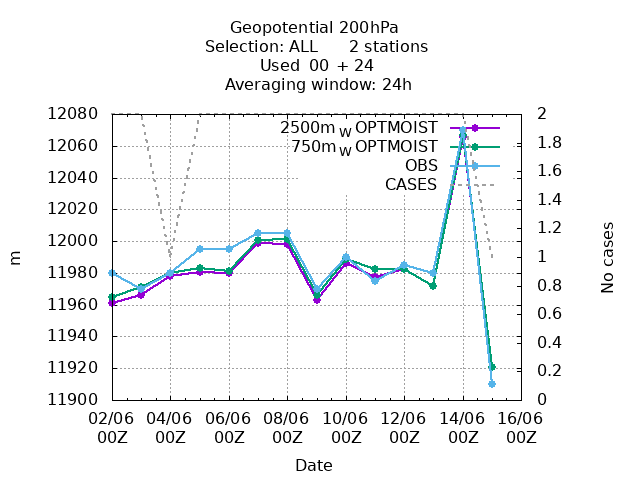 Geopotential 200hPa
Selection: ALL 2 stations
Used 00 + 24
Averaging window: 24h
12080
12060
12040
12020
12000
11980
11960
11940
11920
11900
m
2500m W OPTMOIST
750m W OPTMOIST
OBS
CASES
2
1.8
1.6
1.4
1.2
1
0.8
0.6
0.4
0.2
0
No cases
02/06 04/06 06/06 08/06 10/06 12/06 14/06 16/06
00Z 00Z 00Z 00Z 00Z 00Z 00Z 00Z
Date